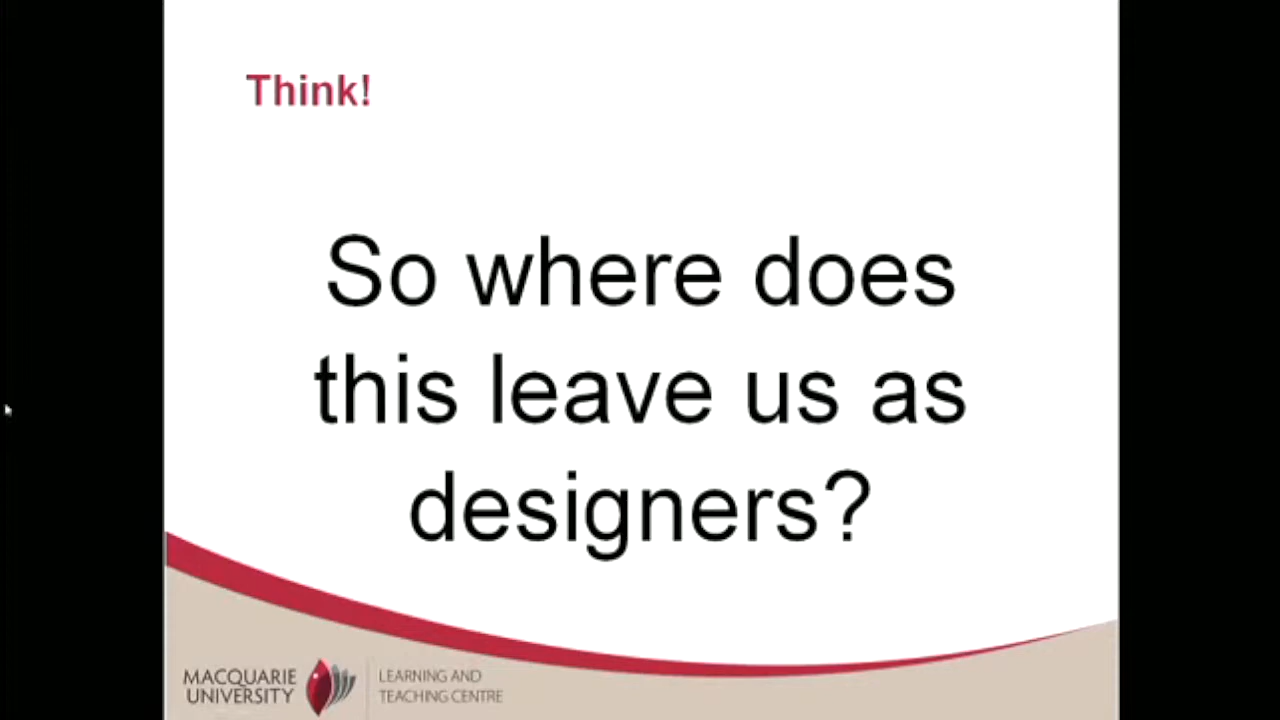 Think!
So where does
this leave us as
designers?
MACQUARIE
UNIVERSITY
LEARNING AND
TEACHING CENTRE